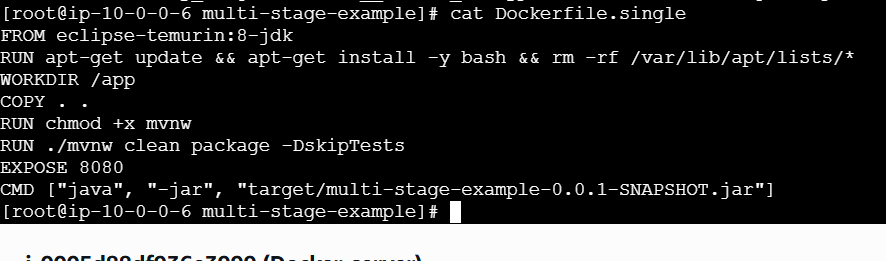 [root@ip-10-0-0-6 multi-stage-example]# cat Dockerfile.single
FROM eclipse-temurin:8-jdk
RUN apt-get update && apt-get install -y bash && rm -rf /var/lib/apt/lists/*
WORKDIR /app
COPY . .
RUN chmod +x mvnw
RUN ./mvnw clean package -DskipTests
EXPOSE 8080
CMD ["java", "-jar", "target/multi-stage-example-0.0.1-SNAPSHOT.jar"]
[root@ip-10-0-0-6 multi-stage-example]#
(Docker server)